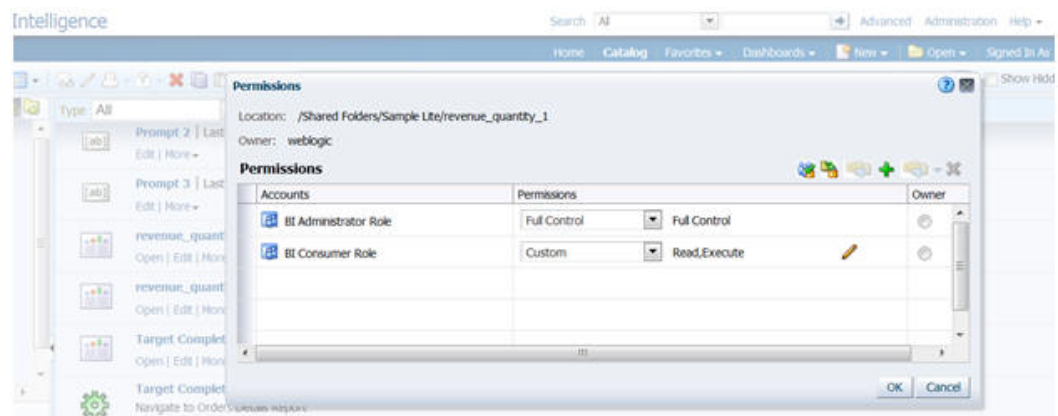 Intelligence
Search All
Advanced Administration Help
Home Catalog Favorites Dashboards New Open Signed In As
Permissions
Show Hidd
Type All
Location: /Shared Folders/Sample Lite/revenue_quantity_1
Prompt 2 | Last
Edit | More
Owner: weblogic
Permissions
Prompt 3 | Last
Edit | More
Accounts Permissions Owner
BI Administrator Role Full Control Full Control
revenue_quant
Open | Edit | More
BI Consumer Role Custom Read,Execute
revenue_quant
Open | Edit | More
Target Complet
Open | Edit | More
Target Complet
Navigate to Orders Details Report
OK Cancel